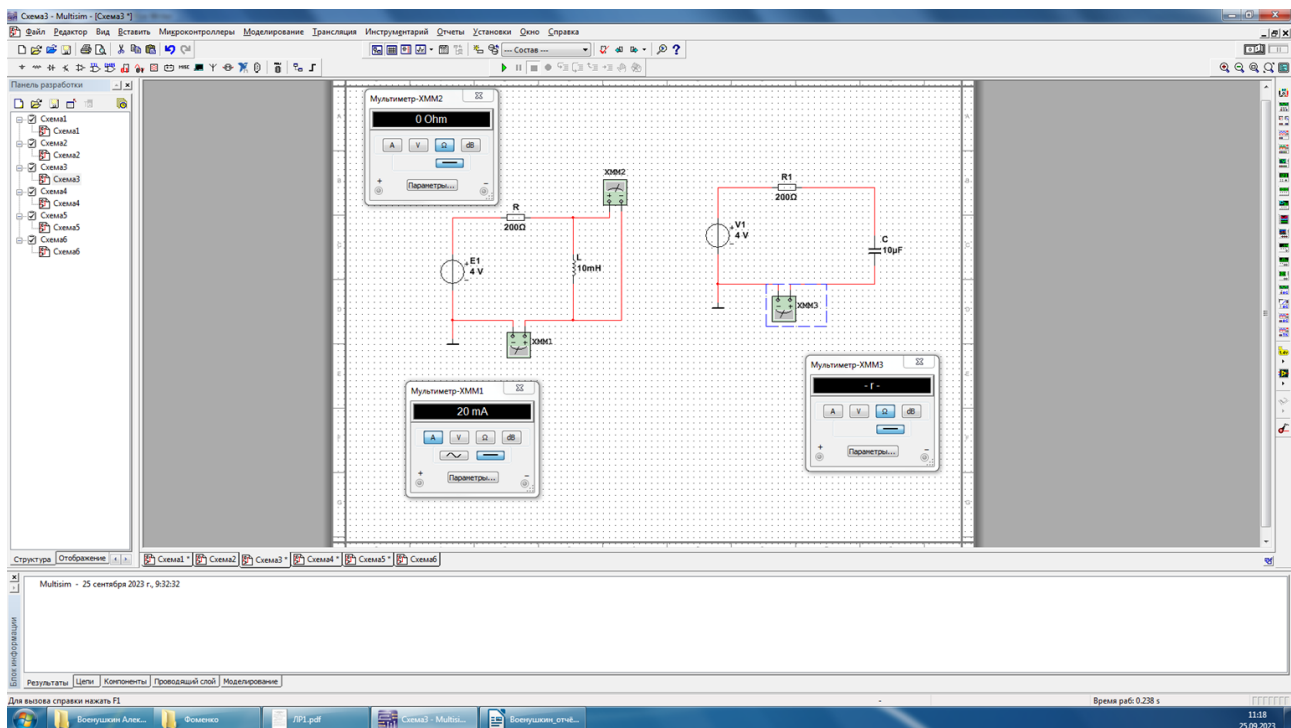 Схема3 - Multisim - [Схема3 *]
Файл Редактор Вид Вставить Микроконтроллеры Моделирование Трансляция Инструментарий Отчеты Установки Окно Справка
--- Состав ---
Панель разработки
Схема1
Схема1
Схема2
Схема2
Схема3
Схема3
Схема4
Схема4
Схема5
Схема5
Схема6
Схема6
Структура Отображение
Мультиметр-XMM2
0 Ohm
A V Ω dB
+ Параметры... -
XMM2
R
200Ω
E1
4 V
L
10mH
XMM1
R1
200Ω
V1
4 V
C
10µF
XMM3
Мультиметр-XMM1
20 mA
A V Ω dB
+ Параметры... -
Мультиметр-XMM3
- r -
A V Ω dB
+ Параметры... -
Схема1 * Схема2 Схема3 * Схема4 * Схема5 * Схема6
Multisim - 25 сентября 2023 г., 9:32:32
Блок информации
Результаты Цепи Компоненты Проводящий слой Моделирование
Для вызова справки нажать F1
-
Время раб: 0.238 s
Военушкин Алек...
Фоменко
ЛР1.pdf
Схема3 - Multisi...
Военушкин_отчё...
11:18
25.09.2023